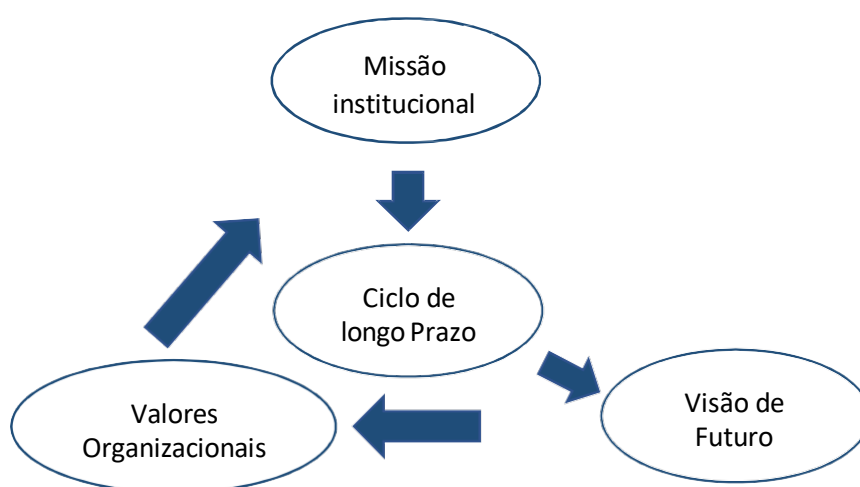 Missão
institucional
Ciclo de
longo Prazo
Valores
Organizacionais
Visão de
Futuro